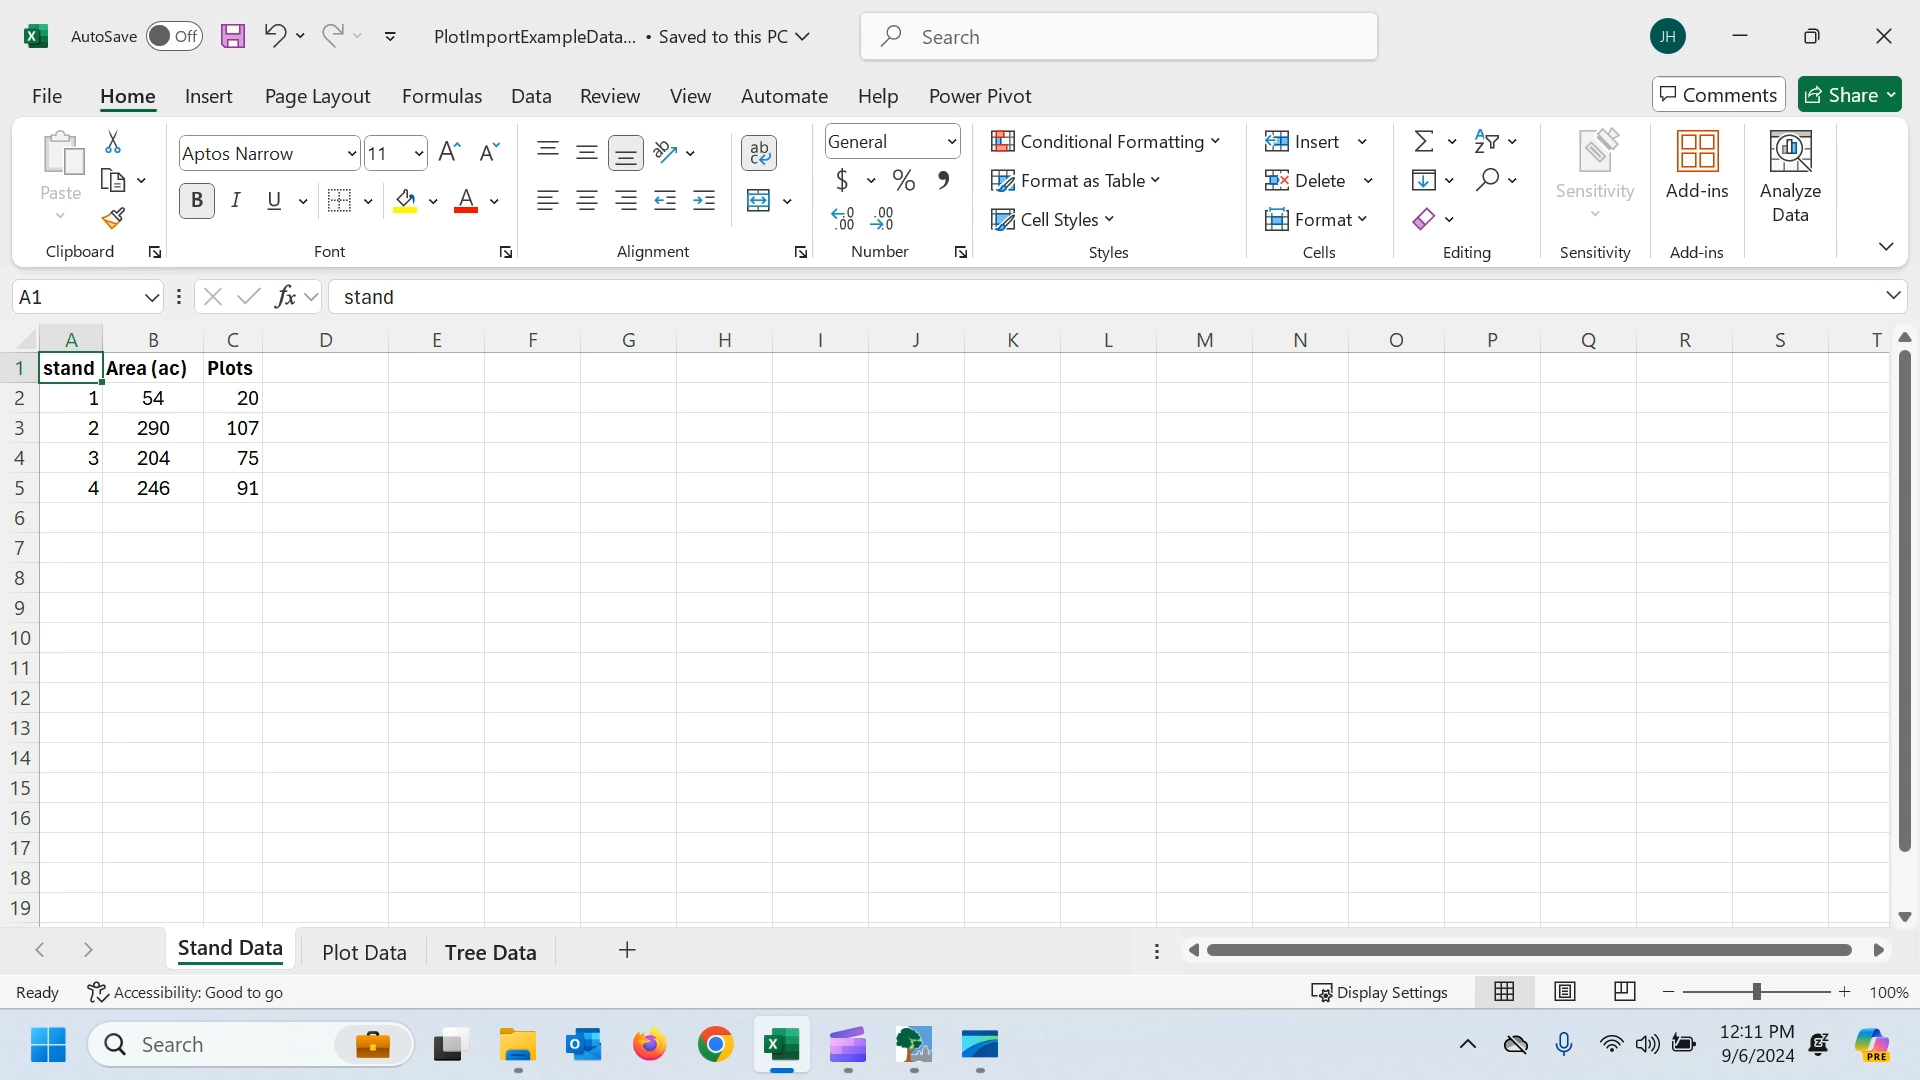 AutoSave Off PlotImportExampleData... • Saved to this PC Search JH
File Home Insert Page Layout Formulas Data Review View Automate Help Power Pivot Comments Share
Paste
Clipboard
Aptos Narrow 11
B I U
Font
ab
Alignment
General
$ % ,
Number
Conditional Formatting
Format as Table
Cell Styles
Styles
Insert
Delete
Format
Cells
Editing
Sensitivity
Sensitivity
Add-ins
Add-ins
Analyze
Data
A1 fx stand
A B C D E F G H I J K L M N O P Q R S T
1 stand Area (ac) Plots
2 1 54 20
3 2 290 107
4 3 204 75
5 4 246 91
6
7
8
9
10
11
12
13
14
15
16
17
18
19
Stand Data Plot Data Tree Data
Ready Accessibility: Good to go Display Settings 100%
Search 12:11 PM
9/6/2024 PRE